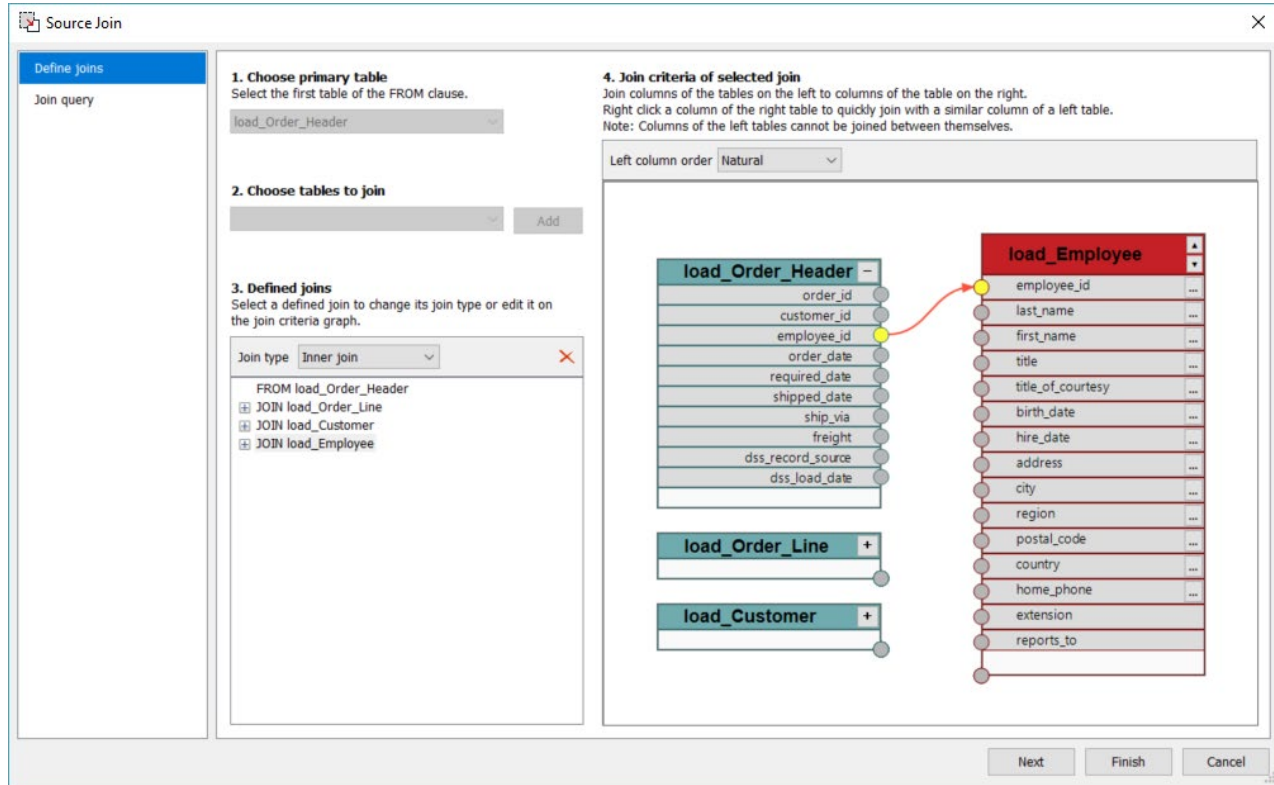 Source Join
Define joins
Join query
1. Choose primary table
Select the first table of the FROM clause.
load_Order_Header
2. Choose tables to join
Add
3. Defined joins
Select a defined join to change its join type or edit it on
the join criteria graph.
Join type Inner join
FROM load_Order_Header
JOIN load_Order_Line
JOIN load_Customer
JOIN load_Employee
4. Join criteria of selected join
Join columns of the tables on the left to columns of the table on the right.
Right click a column of the right table to quickly join with a similar column of a left table.
Note: Columns of the left tables cannot be joined between themselves.
Left column order Natural
load_Order_Header
order_id
customer_id
employee_id
order_date
required_date
shipped_date
ship_via
freight
dss_record_source
dss_load_date
load_Order_Line
load_Customer
load_Employee
employee_id
last_name
first_name
title
title_of_courtesy
birth_date
hire_date
address
city
region
postal_code
country
home_phone
extension
reports_to
Next
Finish
Cancel